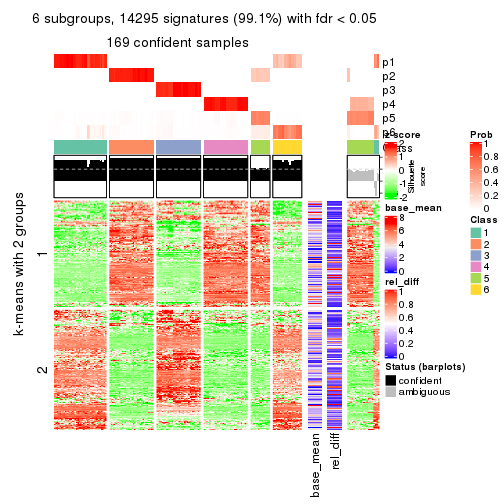 6 subgroups, 14295 signatures (99.1%) with fdr < 0.05
169 confident samples
p1
p2
p3
p4
p5
p6
Class
Silhouette
score
k-means with 2 groups
1
2
base_mean
rel_diff
z-score
2
1
0
-1
-2
base_mean
8
6
4
2
0
rel_diff
1
0.8
0.6
0.4
0.2
0
Status (barplots)
confident
ambiguous
Prob
1
0.8
0.6
0.4
0.2
0
Class
1
2
3
4
5
6